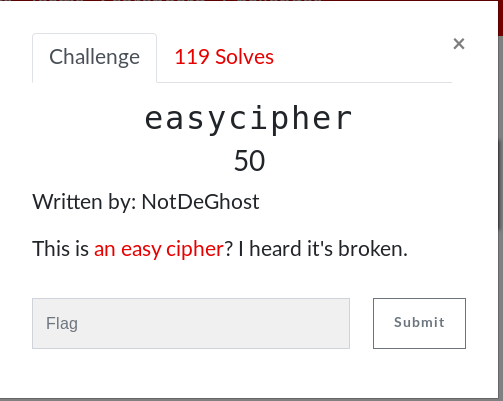 Challenge
119 Solves
×
easycipher
50
Written by: NotDeGhost
This is an easy cipher? I heard it's broken.
Flag
Submit